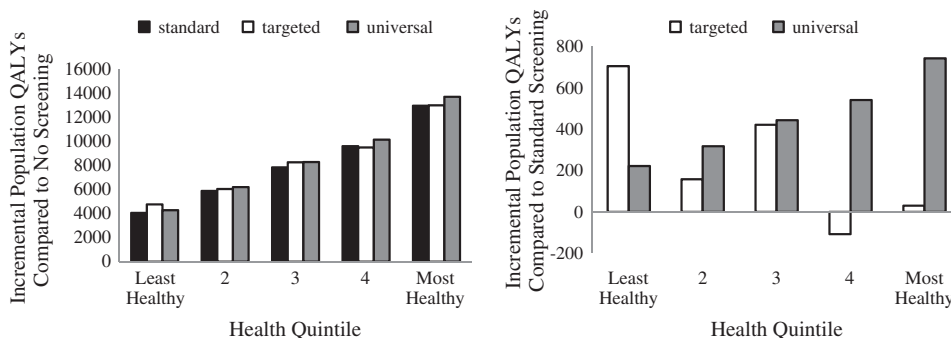 standard targeted universal
Incremental Population QALYs
Compared to No Screening
16000
14000
12000
10000
8000
6000
4000
2000
0
Least
Healthy
2
3
4
Most
Healthy
Health Quintile
targeted universal
Incremental Population QALYs
Compared to Standard Screening
800
600
400
200
0
-200
Least
Healthy
2
3
4
Most
Healthy
Health Quintile